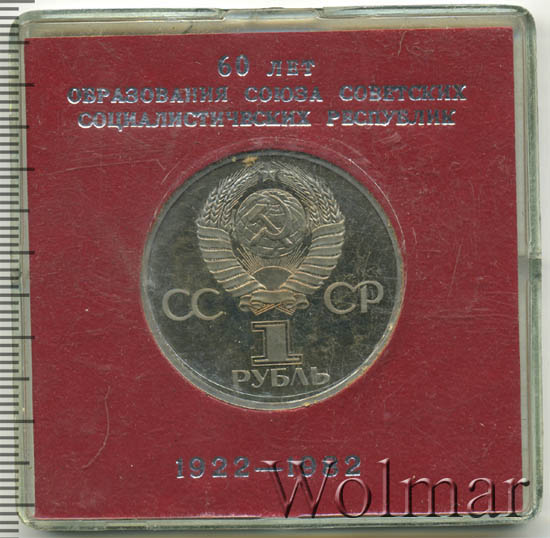 60 ЛЕТ
ОБРАЗОВАНИЯ СОЮЗА СОВЕТСКИХ
СОЦИАЛИСТИЧЕСКИХ РЕСПУБЛИК
СС СР
1
РУБЛЬ
1922—1982
Wolmar